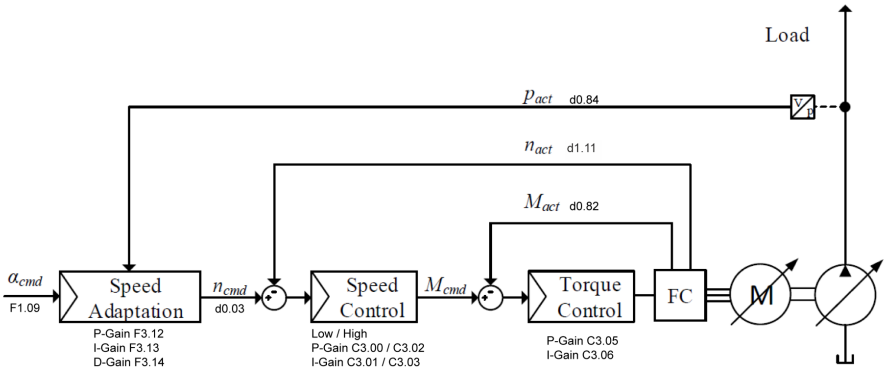 Load
p_act d0.84
V
p
n_act d1.11
M_act d0.82
α_cmd
F1.09
Speed
Adaptation
n_cmd
d0.03
+ -
Speed
Control
M_cmd
+ -
Torque
Control
FC
M
P-Gain F3.12
I-Gain F3.13
D-Gain F3.14
Low / High
P-Gain C3.00 / C3.02
I-Gain C3.01 / C3.03
P-Gain C3.05
I-Gain C3.06